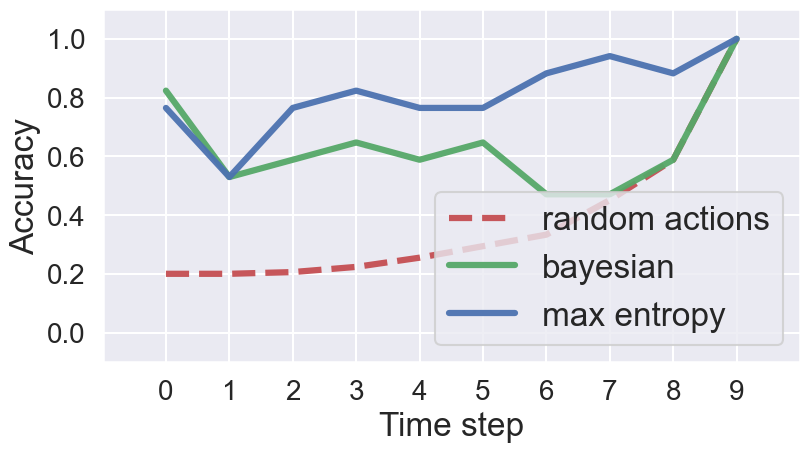 Accuracy
1.0
0.8
0.6
0.4
0.2
0.0
random actions
bayesian
max entropy
0 1 2 3 4 5 6 7 8 9
Time step